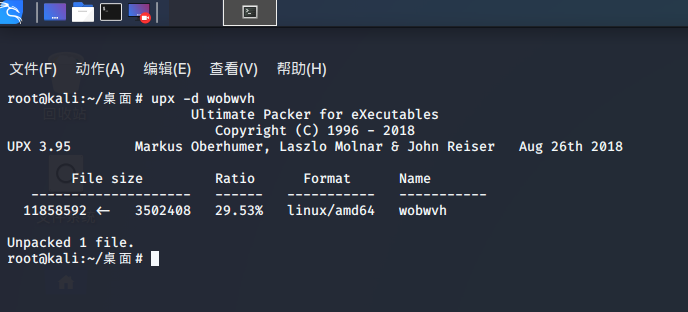 文件(F) 动作(A) 编辑(E) 查看(V) 帮助(H)
root@kali:~/桌面# upx -d wobwvh
Ultimate Packer for eXecutables
Copyright (C) 1996 - 2018
UPX 3.95 Markus Oberhumer, Laszlo Molnar & John Reiser Aug 26th 2018
File size Ratio Format Name
-------------------- ------ ----------- -----------
11858592 <- 3502408 29.53% linux/amd64 wobwvh
Unpacked 1 file.
root@kali:~/桌面#